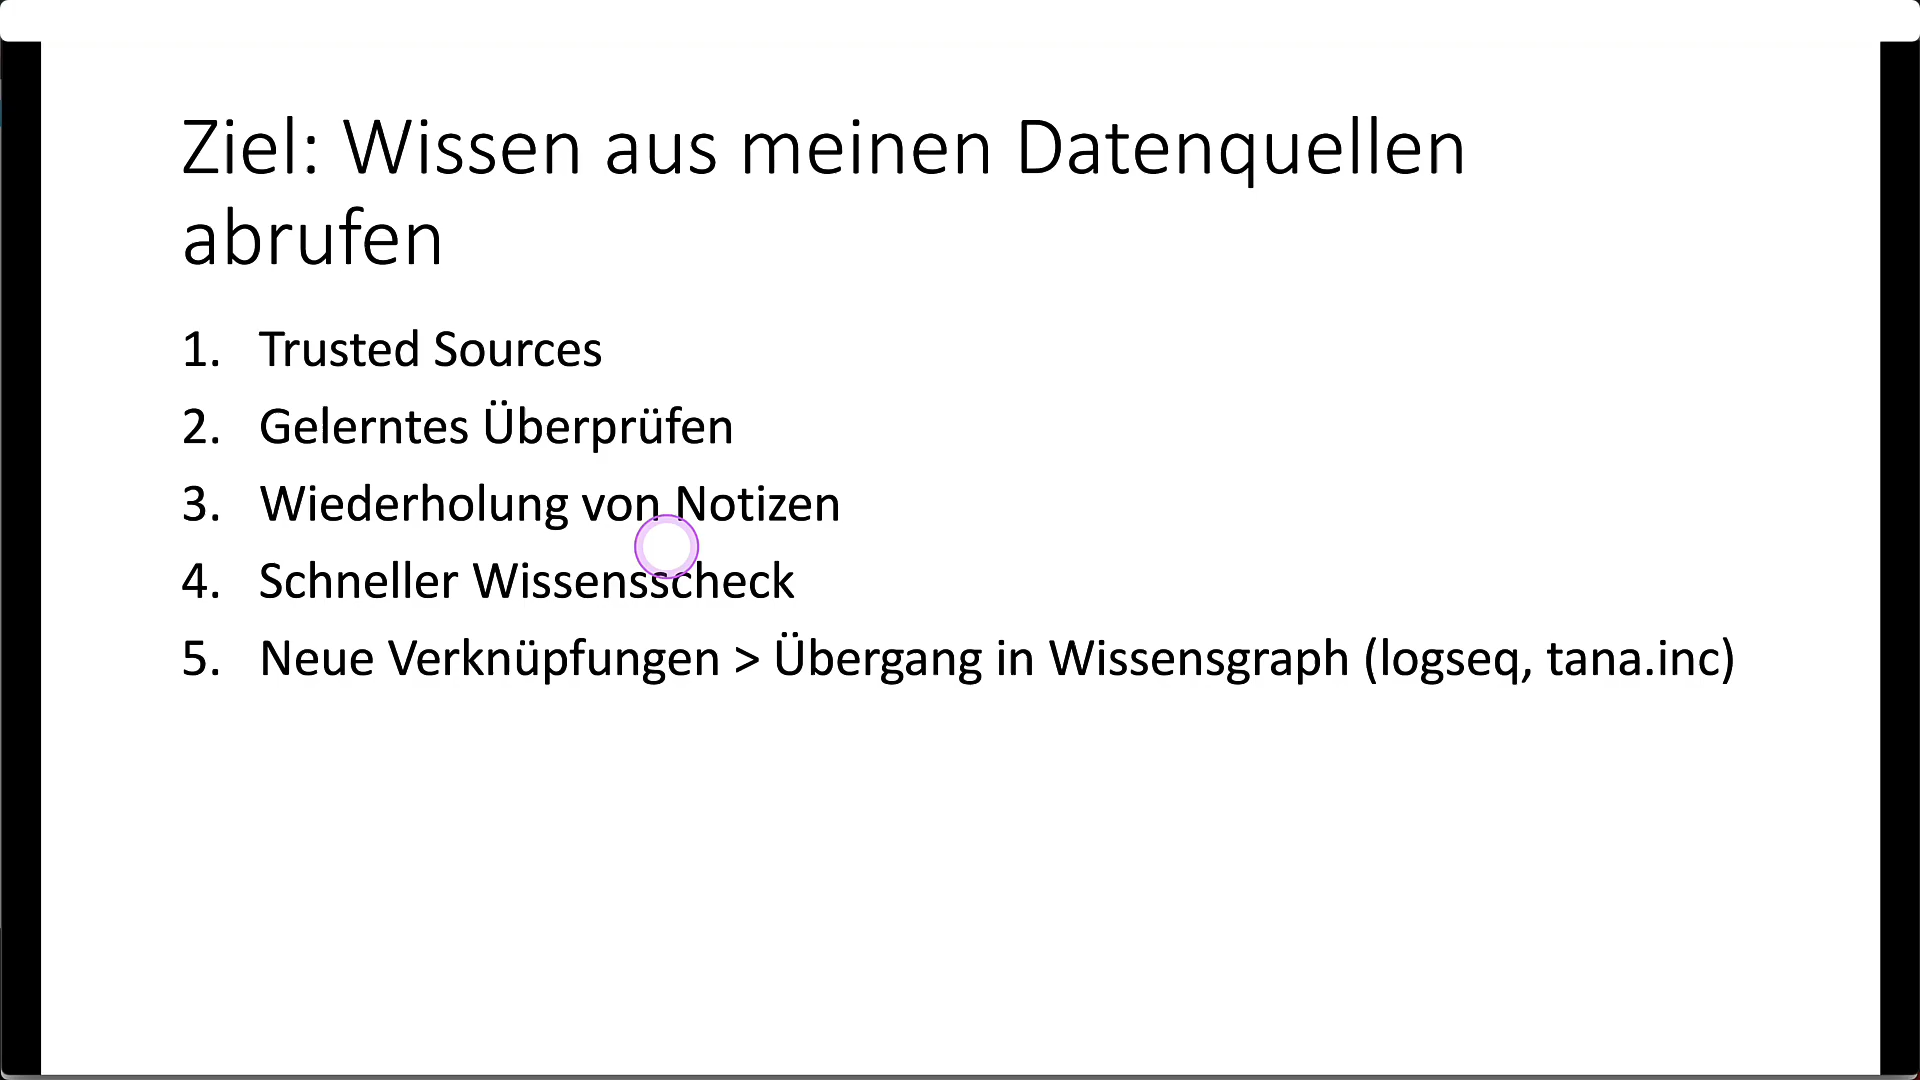 Ziel: Wissen aus meinen Datenquellen
abrufen
1. Trusted Sources
2. Gelerntes Überprüfen
3. Wiederholung von Notizen
4. Schneller Wissensscheck
5. Neue Verknüpfungen > Übergang in Wissensgraph (logseq, tana.inc)